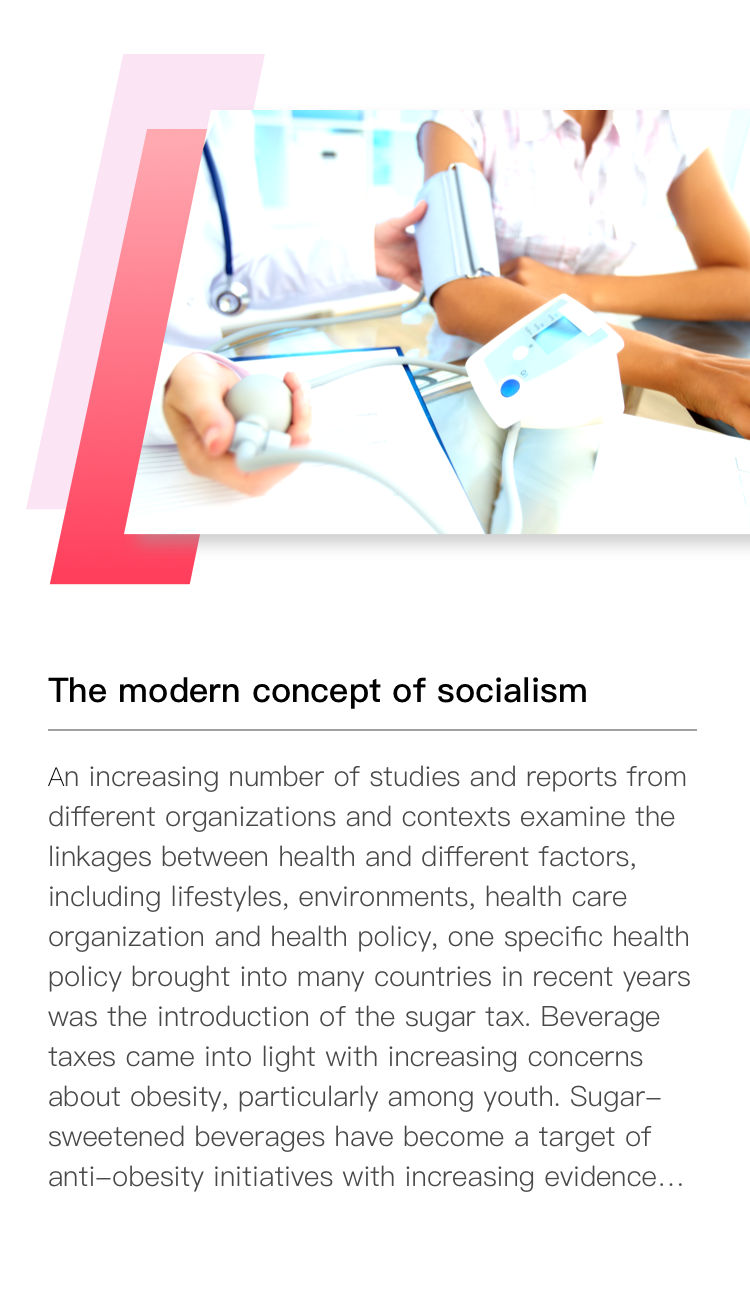 The modern concept of socialism
An increasing number of studies and reports from
different organizations and contexts examine the
linkages between health and different factors,
including lifestyles, environments, health care
organization and health policy, one specific health
policy brought into many countries in recent years
was the introduction of the sugar tax. Beverage
taxes came into light with increasing concerns
about obesity, particularly among youth. Sugar–
sweetened beverages have become a target of
anti–obesity initiatives with increasing evidence…